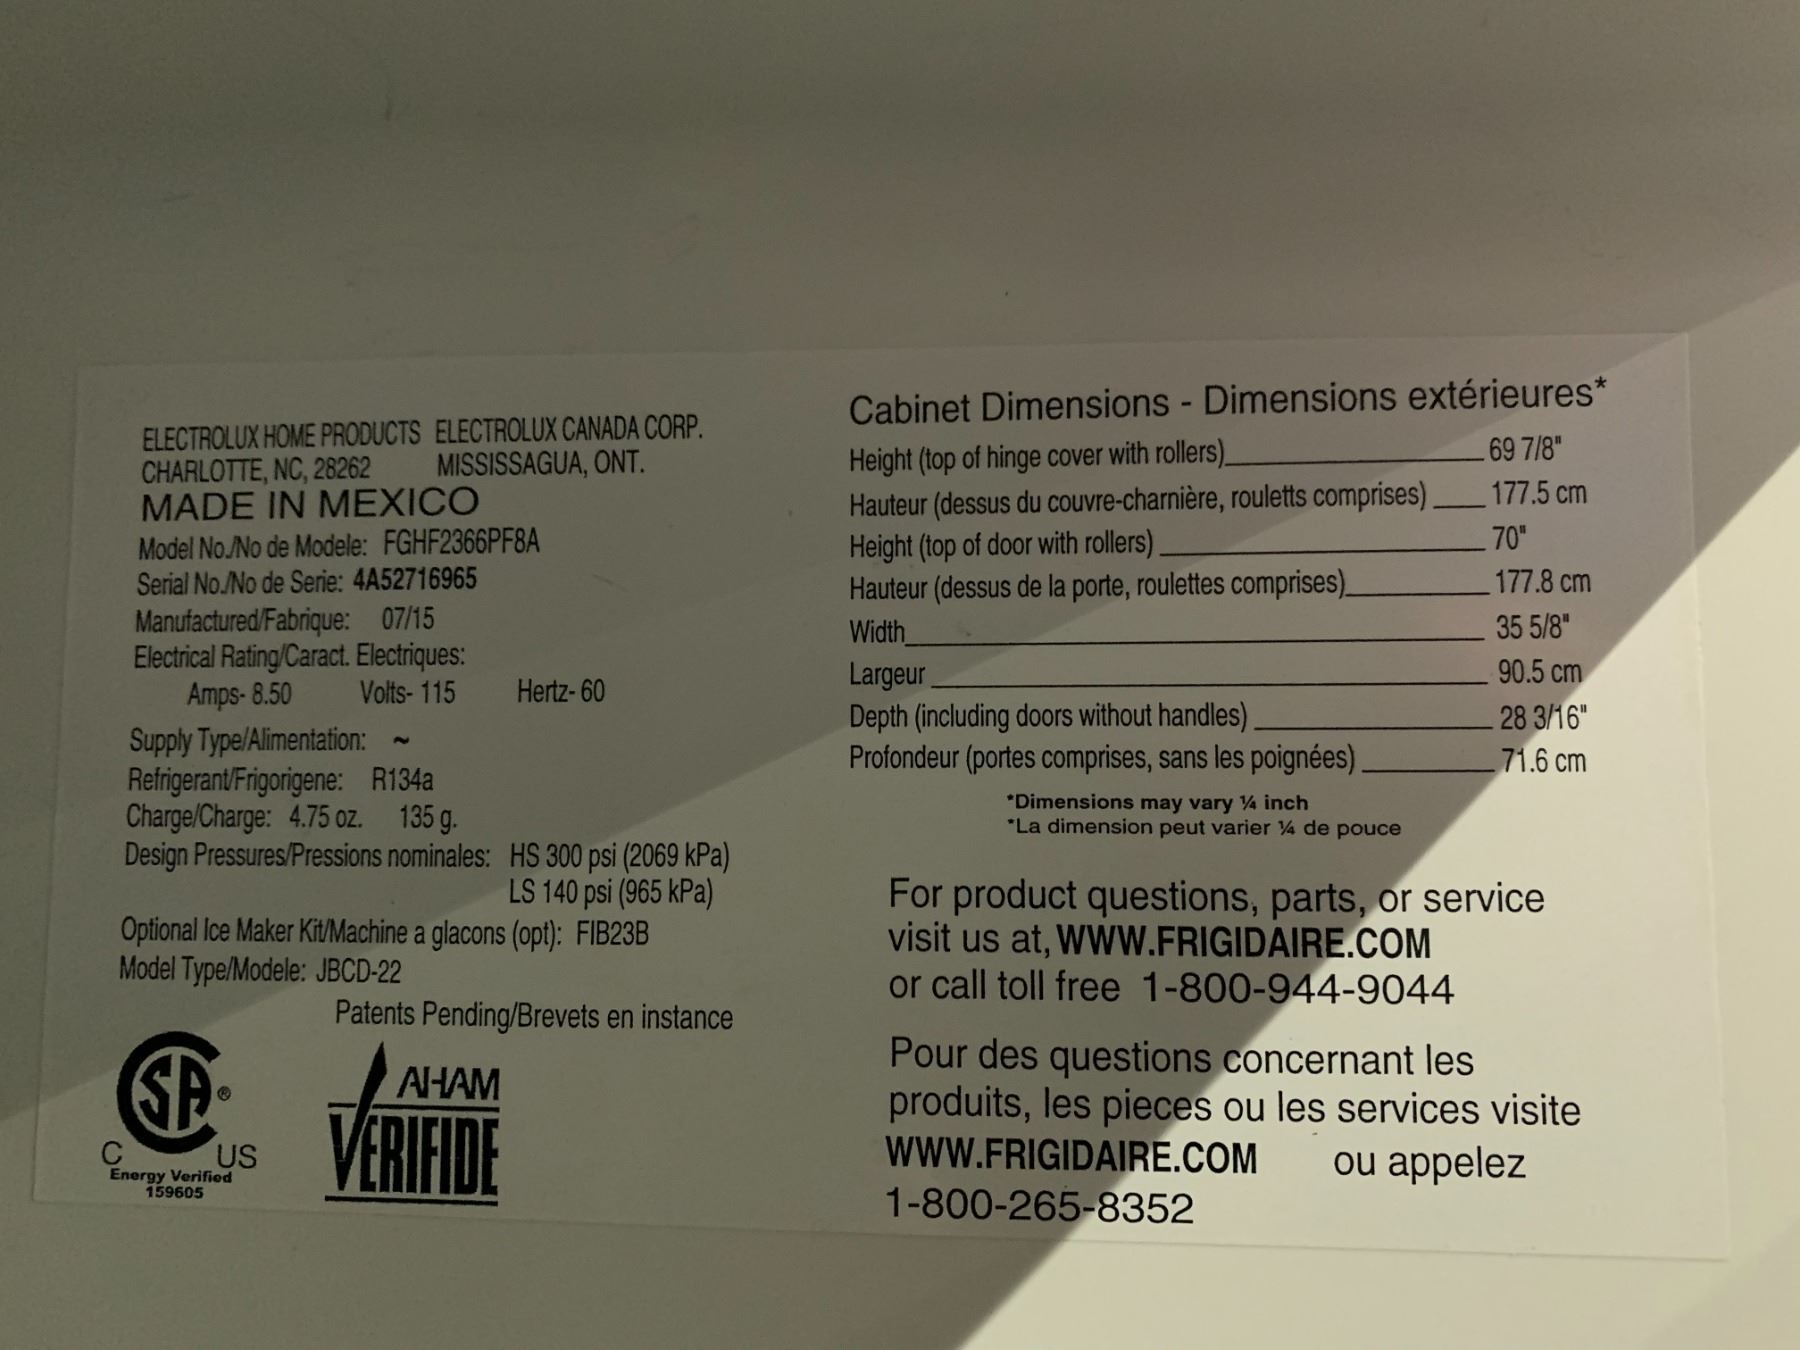 ELECTROLUX HOME PRODUCTS ELECTROLUX CANADA CORP.
CHARLOTTE, NC, 28262 MISSISSAGUA, ONT.
MADE IN MEXICO
Model No./No de Modele: FGHF2366PF8A
Serial No./No de Serie: 4A52716965
Manufactured/Fabrique: 07/15
Electrical Rating/Caract. Electriques:
Amps- 8.50 Volts- 115 Hertz- 60
Supply Type/Alimentation: ~
Refrigerant/Frigorigene: R134a
Charge/Charge: 4.75 oz. 135 g.
Design Pressures/Pressions nominales: HS 300 psi (2069 kPa)
LS 140 psi (965 kPa)
Optional Ice Maker Kit/Machine a glacons (opt): FIB23B
Model Type/Modele: JBCD-22
Patents Pending/Brevets en instance
CSA ®
C US
Energy Verified
159605
AHAM
VERIFIDE
Cabinet Dimensions - Dimensions extérieures*
Height (top of hinge cover with rollers) 69 7/8"
Hauteur (dessus du couvre-charnière, rouletts comprises) 177.5 cm
Height (top of door with rollers) 70"
Hauteur (dessus de la porte, roulettes comprises) 177.8 cm
Width 35 5/8"
Largeur 90.5 cm
Depth (including doors without handles) 28 3/16"
Profondeur (portes comprises, sans les poignées) 71.6 cm
*Dimensions may vary ¼ inch
*La dimension peut varier ¼ de pouce
For product questions, parts, or service
visit us at, WWW.FRIGIDAIRE.COM
or call toll free 1-800-944-9044
Pour des questions concernant les
produits, les pieces ou les services visite
WWW.FRIGIDAIRE.COM ou appelez
1-800-265-8352